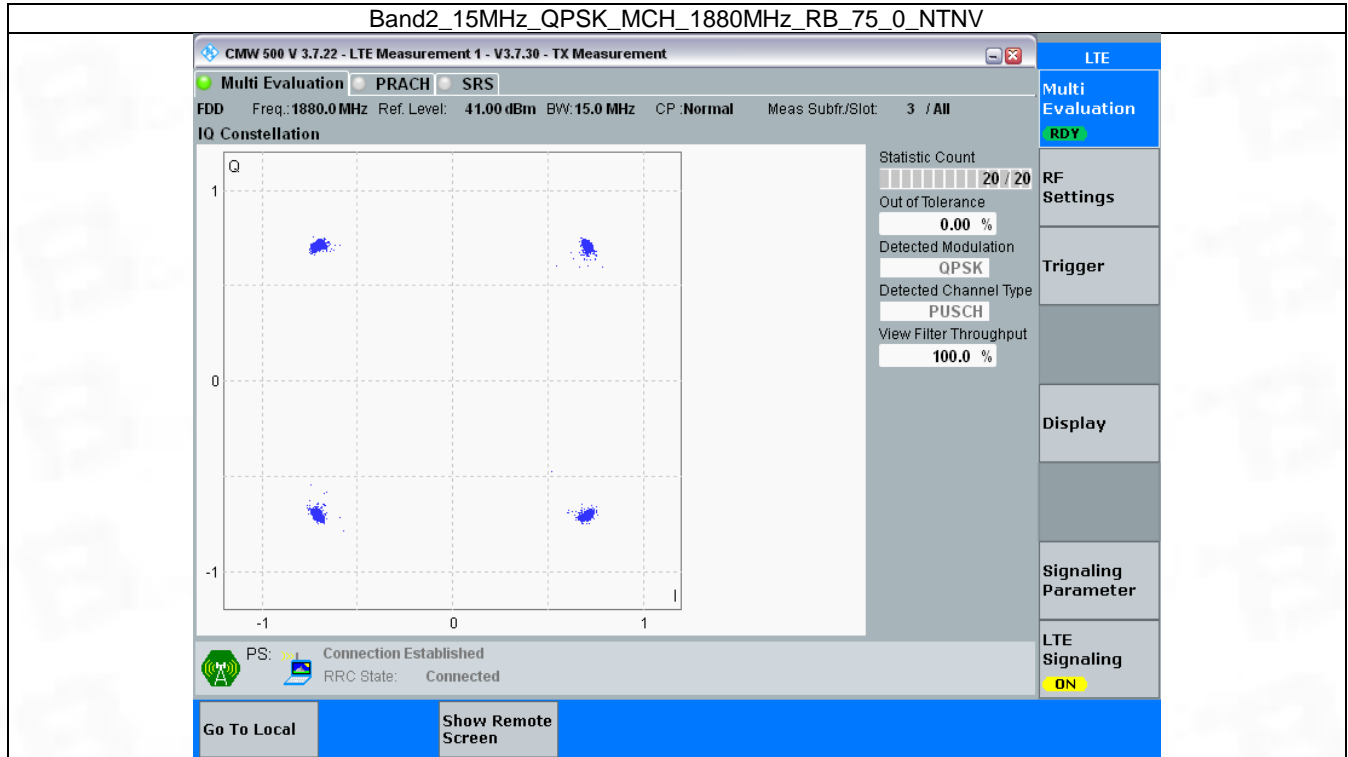 Band2_15MHz_QPSK_MCH_1880MHz_RB_75_0_NTNV
CMW 500 V 3.7.22 - LTE Measurement 1 - V3.7.30 - TX Measurement
LTE
Multi Evaluation PRACH SRS
Multi
Evaluation
RDY
FDD Freq.:1880.0 MHz Ref. Level: 41.00 dBm BW:15.0 MHz CP :Normal Meas Subfr./Slot: 3 / All
IQ Constellation
Q
1
0
-1
I
-1 0 1
Statistic Count
20 / 20
Out of Tolerance
0.00 %
Detected Modulation
QPSK
Detected Channel Type
PUSCH
View Filter Throughput
100.0 %
RF
Settings
Trigger
Display
Signaling
Parameter
LTE
Signaling
ON
PS: Connection Established
RRC State: Connected
Go To Local
Show Remote
Screen